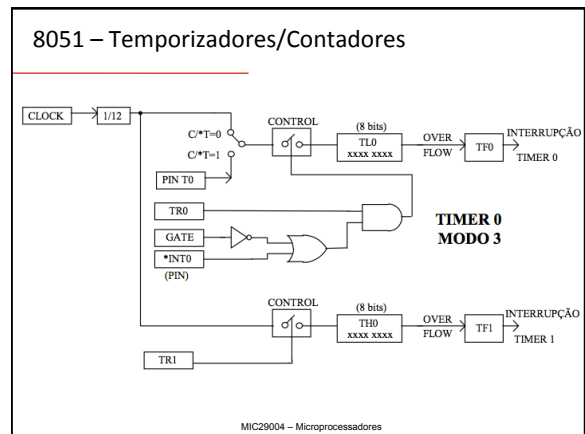 8051 – Temporizadores/Contadores
CLOCK
1/12
C/*T=0
C/*T=1
PIN T0
CONTROL
(8 bits)
TL0
xxxx xxxx
OVER
FLOW
TF0
INTERRUPÇÃO
TIMER 0
TR0
GATE
*INT0
(PIN)
TIMER 0
MODO 3
CONTROL
(8 bits)
TH0
xxxx xxxx
OVER
FLOW
TF1
INTERRUPÇÃO
TIMER 1
TR1
MIC29004 – Microprocessadores